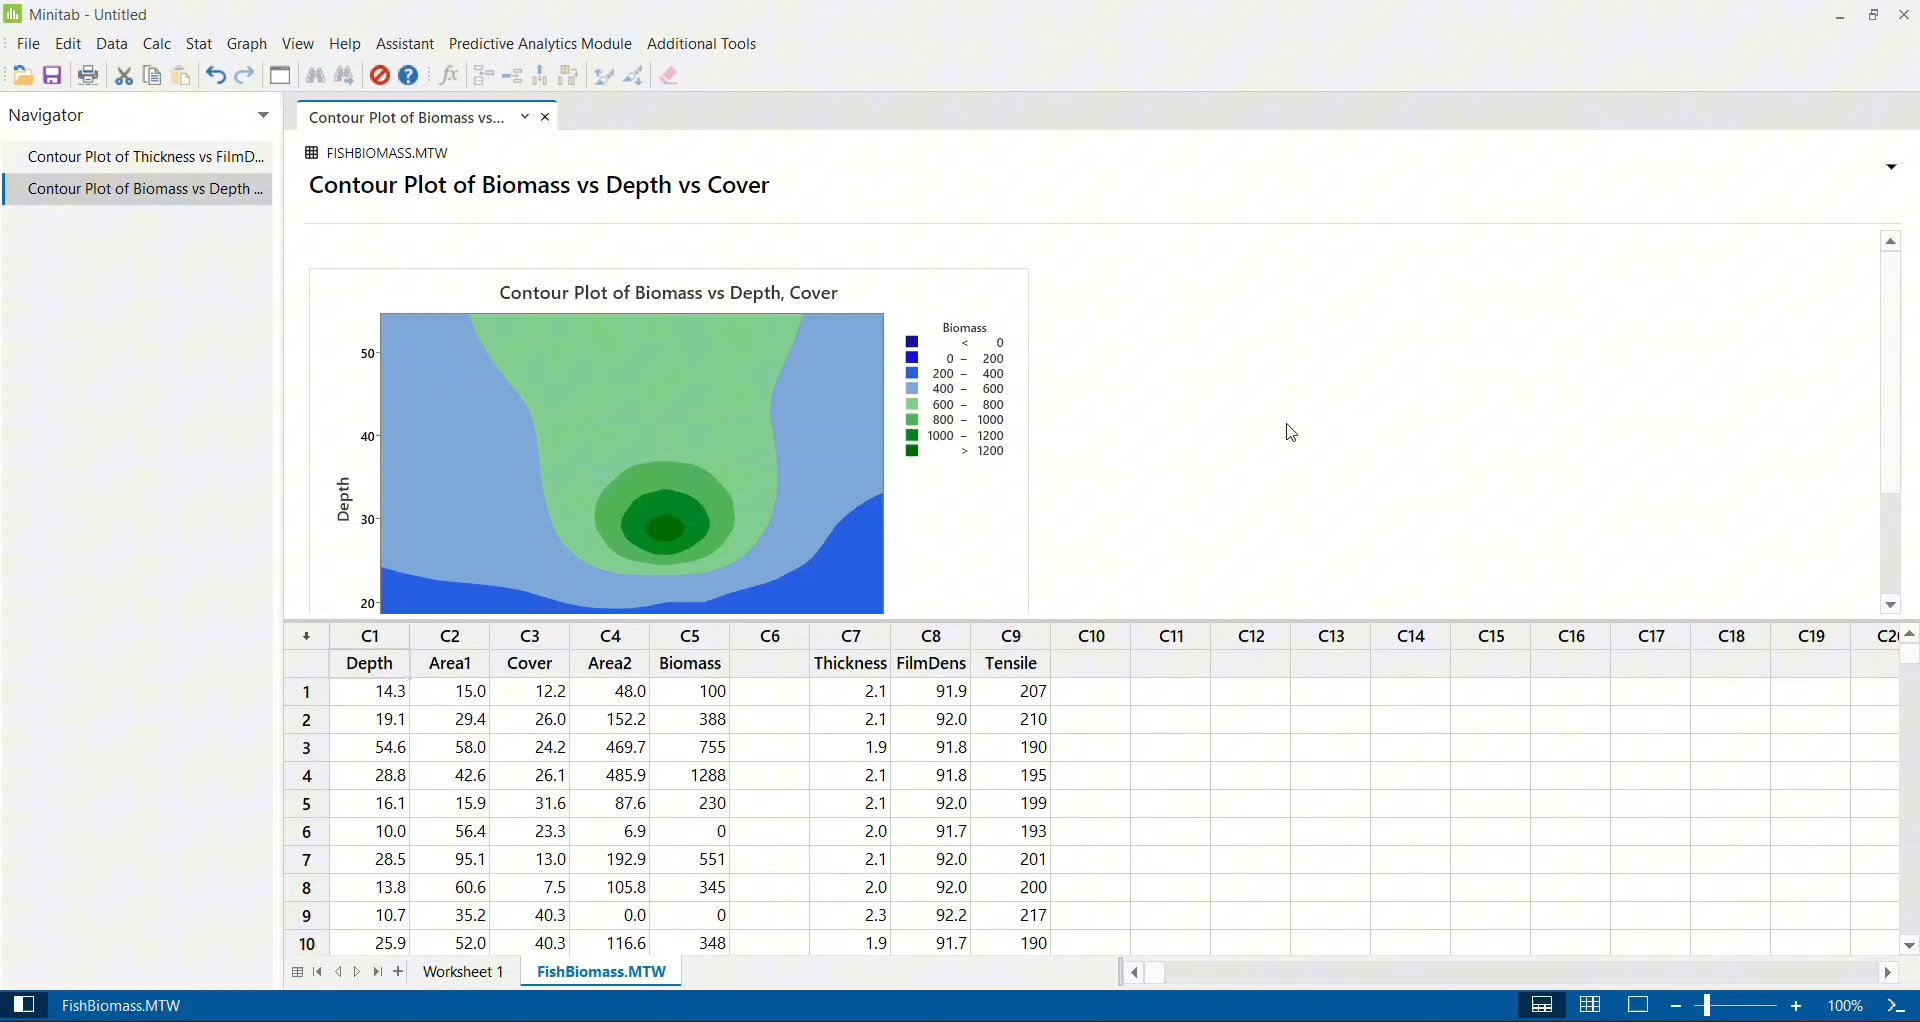 Minitab - Untitled
File Edit Data Calc Stat Graph View Help Assistant Predictive Analytics Module Additional Tools
fx
Navigator
Contour Plot of Thickness vs FilmD...
Contour Plot of Biomass vs Depth ...
Contour Plot of Biomass vs...
FISHBIOMASS.MTW
Contour Plot of Biomass vs Depth vs Cover
Contour Plot of Biomass vs Depth, Cover
Depth
50
40
30
20
Biomass
< 0
0 – 200
200 – 400
400 – 600
600 – 800
800 – 1000
1000 – 1200
> 1200
C1 C2 C3 C4 C5 C6 C7 C8 C9 C10 C11 C12 C13 C14 C15 C16 C17 C18 C19 C20
Depth Area1 Cover Area2 Biomass Thickness FilmDens Tensile
1 14.3 15.0 12.2 48.0 100 2.1 91.9 207
2 19.1 29.4 26.0 152.2 388 2.1 92.0 210
3 54.6 58.0 24.2 469.7 755 1.9 91.8 190
4 28.8 42.6 26.1 485.9 1288 2.1 91.8 195
5 16.1 15.9 31.6 87.6 230 2.1 92.0 199
6 10.0 56.4 23.3 6.9 0 2.0 91.7 193
7 28.5 95.1 13.0 192.9 551 2.1 92.0 201
8 13.8 60.6 7.5 105.8 345 2.0 92.0 200
9 10.7 35.2 40.3 0.0 0 2.3 92.2 217
10 25.9 52.0 40.3 116.6 348 1.9 91.7 190
Worksheet 1 FishBiomass.MTW
FishBiomass.MTW
100%